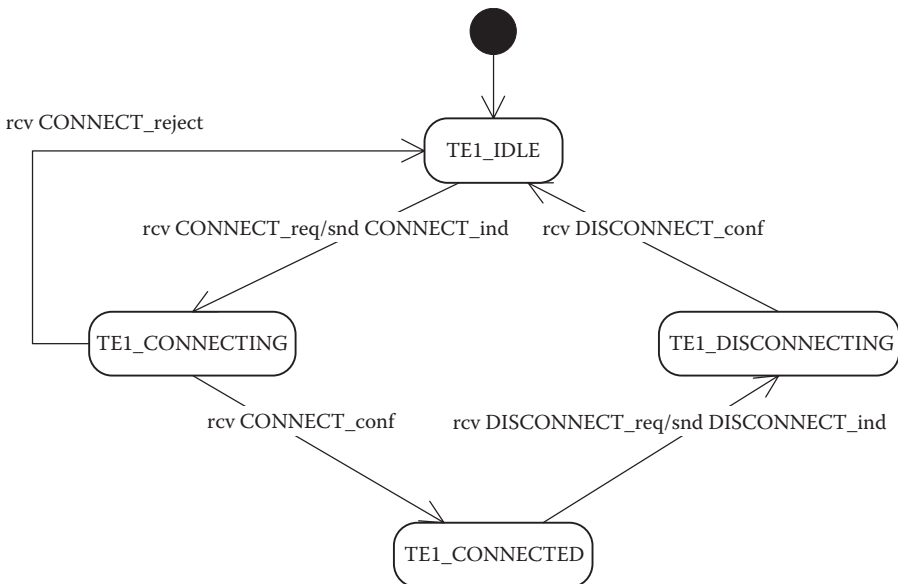 rcv CONNECT_reject
TE1_IDLE
rcv CONNECT_req/snd CONNECT_ind
rcv DISCONNECT_conf
TE1_CONNECTING
TE1_DISCONNECTING
rcv CONNECT_conf
rcv DISCONNECT_req/snd DISCONNECT_ind
TE1_CONNECTED